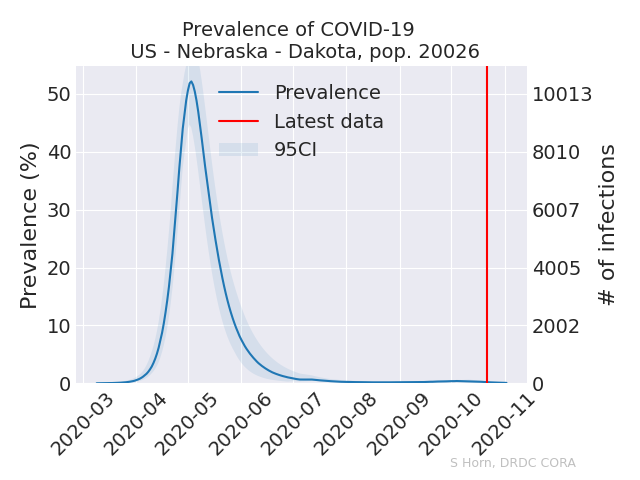 Prevalence of COVID-19
US - Nebraska - Dakota, pop. 20026
Prevalence
Latest data
95CI
Prevalence (%)
50
40
30
20
10
0
# of infections
10013
8010
6007
4005
2002
0
2020-03
2020-04
2020-05
2020-06
2020-07
2020-08
2020-09
2020-10
2020-11
S Horn, DRDC CORA